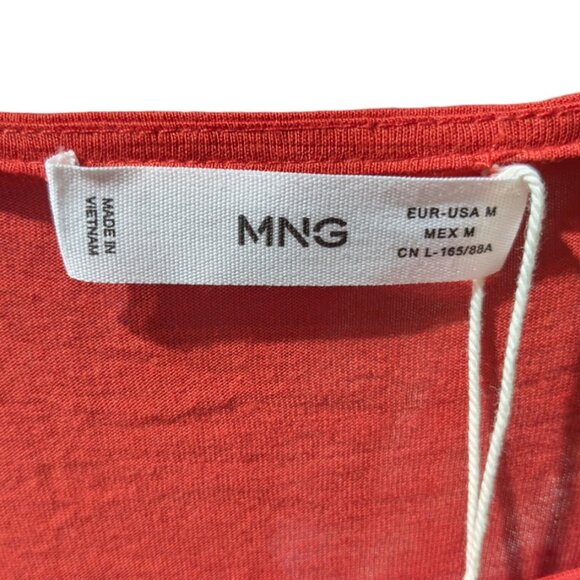 MADE IN
VIETNAM
MNG
EUR-USA M
MEX M
CN L-165/88A